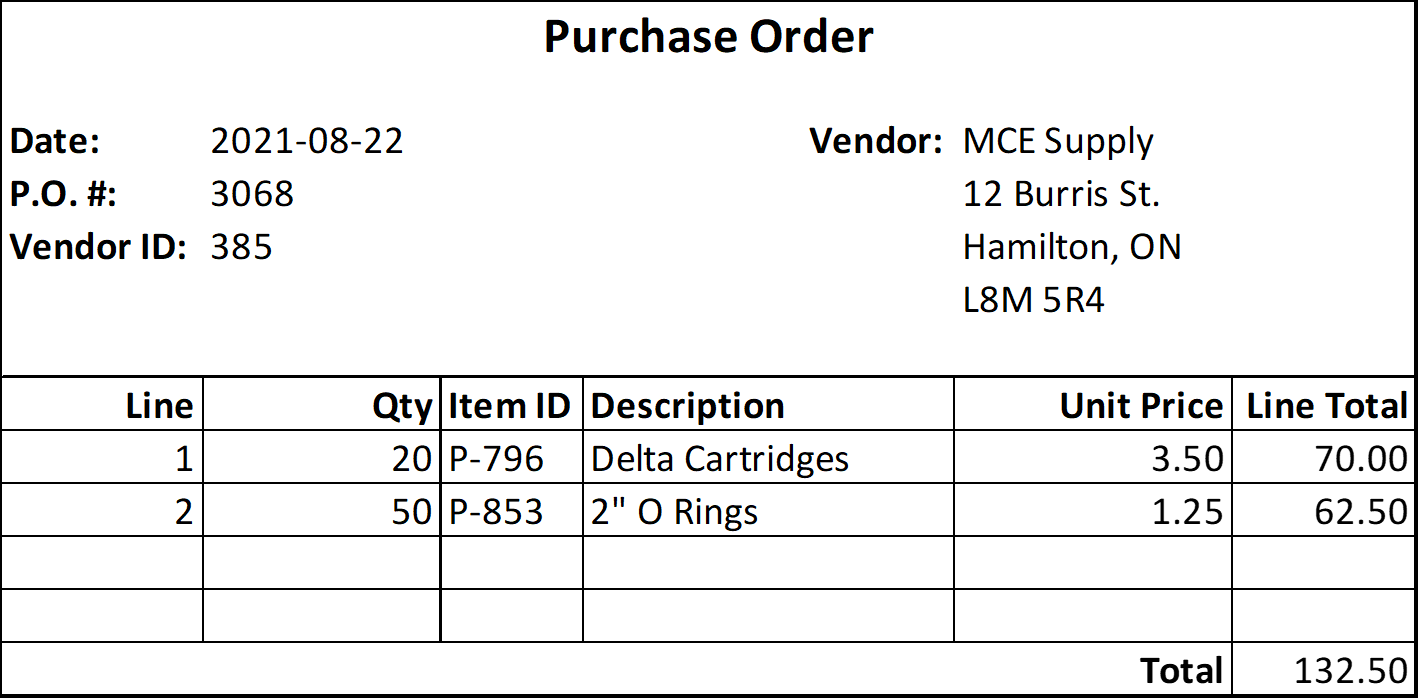 Purchase Order
Date: 2021-08-22 Vendor: MCE Supply
P.O. #: 3068 12 Burris St.
Vendor ID: 385 Hamilton, ON
L8M 5R4
Line Qty Item ID Description Unit Price Line Total
1 20 P-796 Delta Cartridges 3.50 70.00
2 50 P-853 2" O Rings 1.25 62.50
Total 132.50